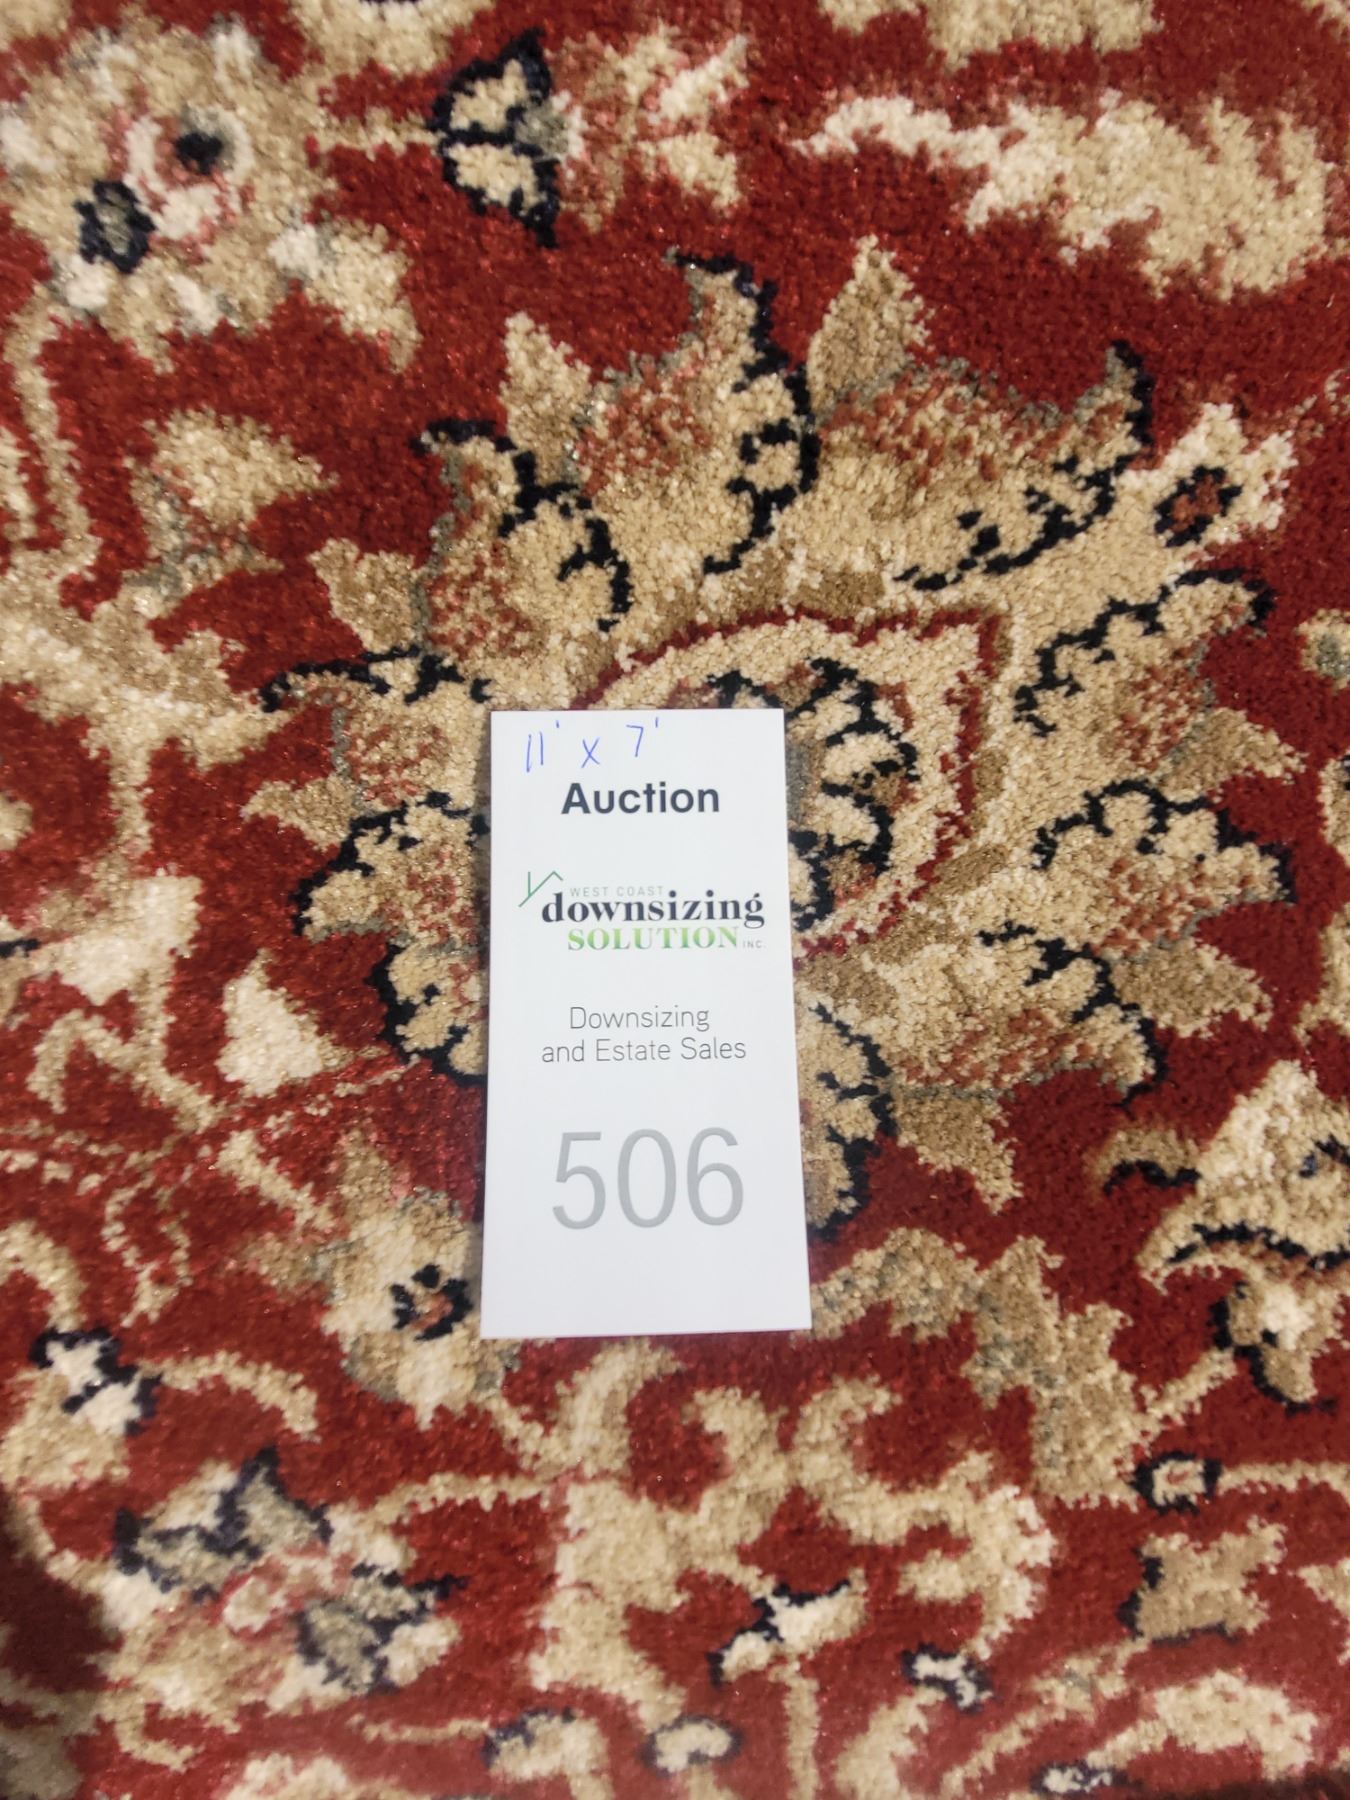 11' x 7'
Auction
WEST COAST
downsizing
SOLUTION INC.
Downsizing
and Estate Sales
506